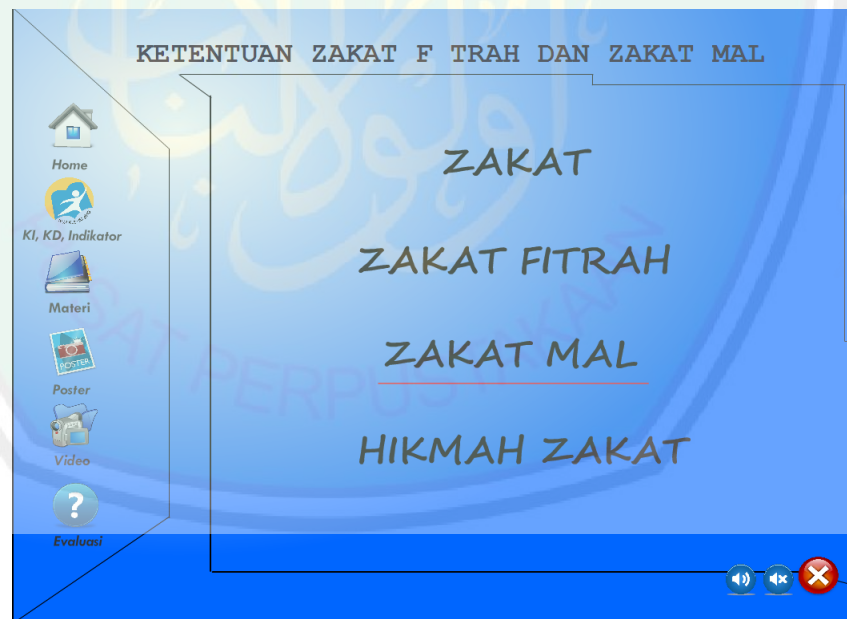 KETENTUAN ZAKAT F TRAH DAN ZAKAT MAL
ZAKAT
ZAKAT FITRAH
ZAKAT MAL
HIKMAH ZAKAT
Home
KI, KD, Indikator
Materi
POSTER
Poster
Video
?
Evaluasi